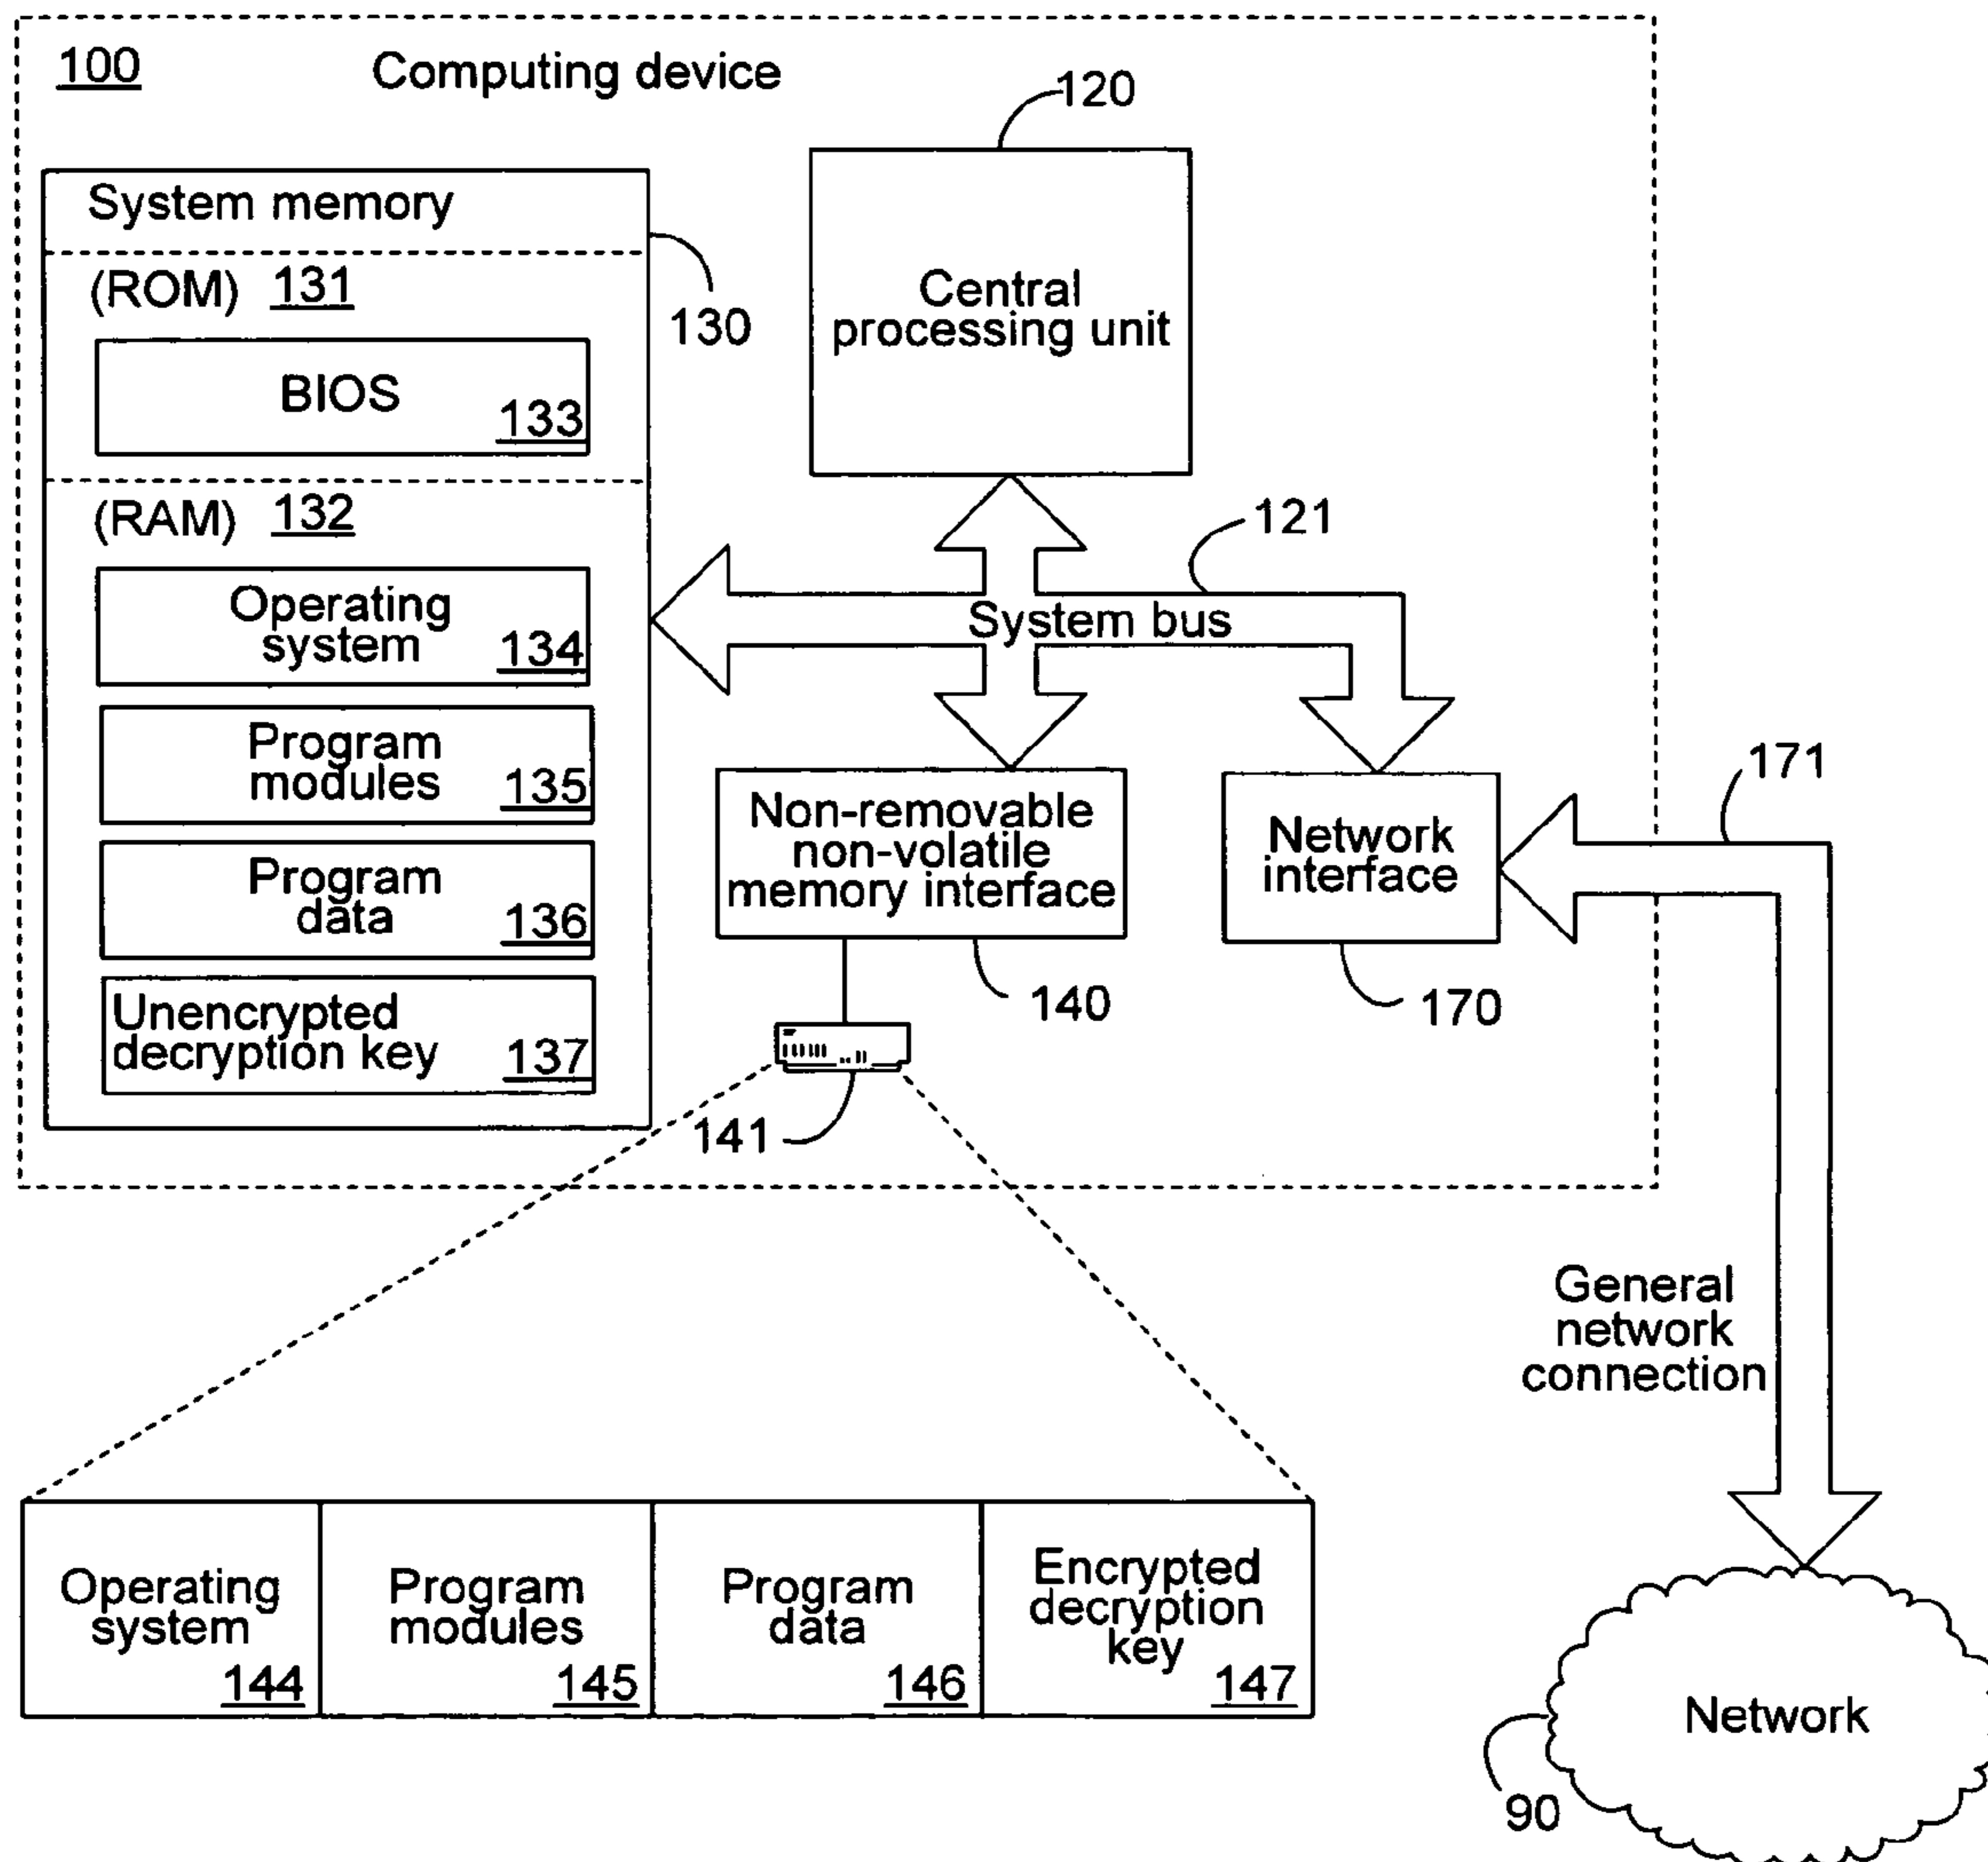 100
Computing device
120
System memory
(ROM) 131
130
BIOS
133
Central
processing unit
(RAM) 132
121
Operating
system
134
System bus
Program
modules
135
171
Non-removable
non-volatile
memory interface
Network
interface
Program
data
136
140
170
Unencrypted
decryption key
137
141
General
network
connection
Operating
system
144
Program
modules
145
Program
data
146
Encrypted
decryption
key
147
Network
90